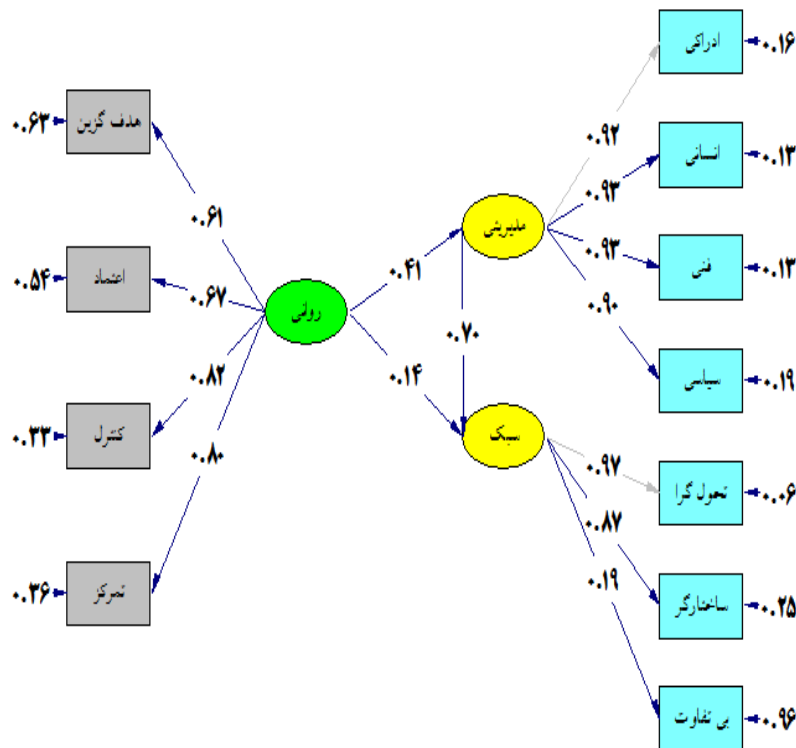 ادراکی
۰.۱۶
۰.۹۲
هدف گزین
۰.۶۳
انسانی
۰.۱۳
۰.۹۳
۰.۶۱
مدیریتی
فنی
۰.۱۳
۰.۹۳
اعتماد
۰.۵۴
۰.۶۷
روانی
۰.۴۱
۰.۹۰
۰.۷۰
سیاسی
۰.۱۹
۰.۸۲
۰.۱۴
کنترل
۰.۳۳
سبک
۰.۹۷
تحول گرا
۰.۰۶
۰.۸۰
۰.۸۷
۰.۱۹
تمرکز
۰.۳۶
ساختارگر
۰.۲۵
بی تفاوت
۰.۹۶